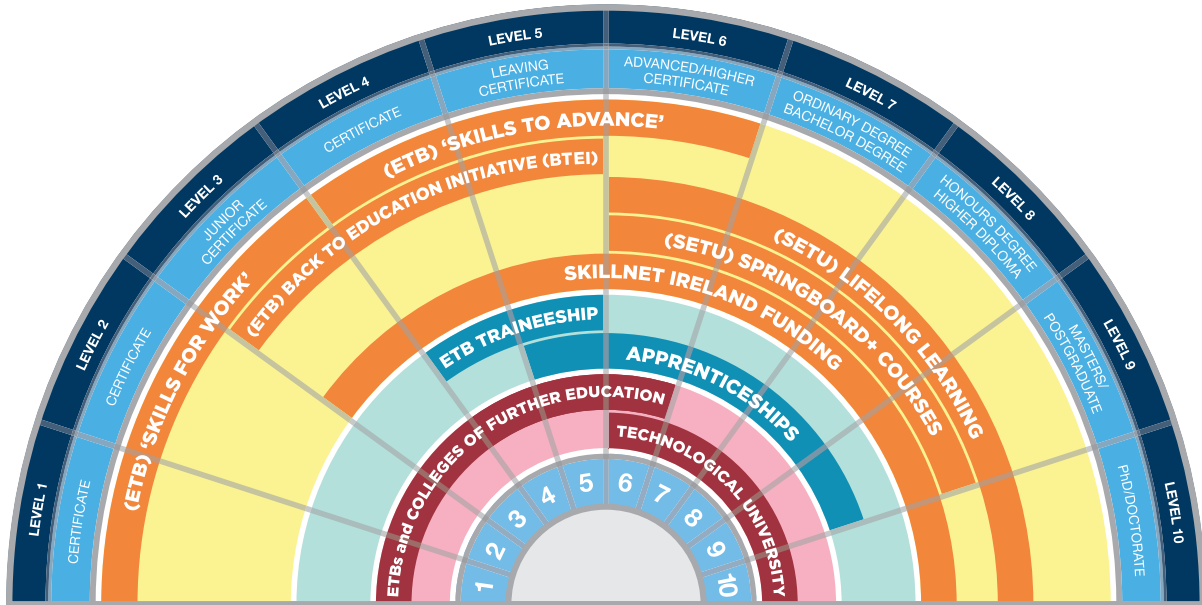 LEVEL 1
LEVEL 2
LEVEL 3
LEVEL 4
LEVEL 5
LEVEL 6
LEVEL 7
LEVEL 8
LEVEL 9
LEVEL 10
CERTIFICATE
CERTIFICATE
JUNIOR
CERTIFICATE
CERTIFICATE
LEAVING
CERTIFICATE
ADVANCED/HIGHER
CERTIFICATE
ORDINARY DEGREE
BACHELOR DEGREE
HONOURS DEGREE
HIGHER DIPLOMA
MASTERS/
POSTGRADUATE
PhD/DOCTORATE
(ETB) ‘SKILLS FOR WORK’
(ETB) ‘SKILLS TO ADVANCE’
(ETB) BACK TO EDUCATION INITIATIVE (BTEI)
(SETU) LIFELONG LEARNING
(SETU) SPRINGBOARD+ COURSES
SKILLNET IRELAND FUNDING
ETB TRAINEESHIP
APPRENTICESHIPS
ETBs and COLLEGES OF FURTHER EDUCATION
TECHNOLOGICAL UNIVERSITY
1
2
3
4
5
6
7
8
9
10